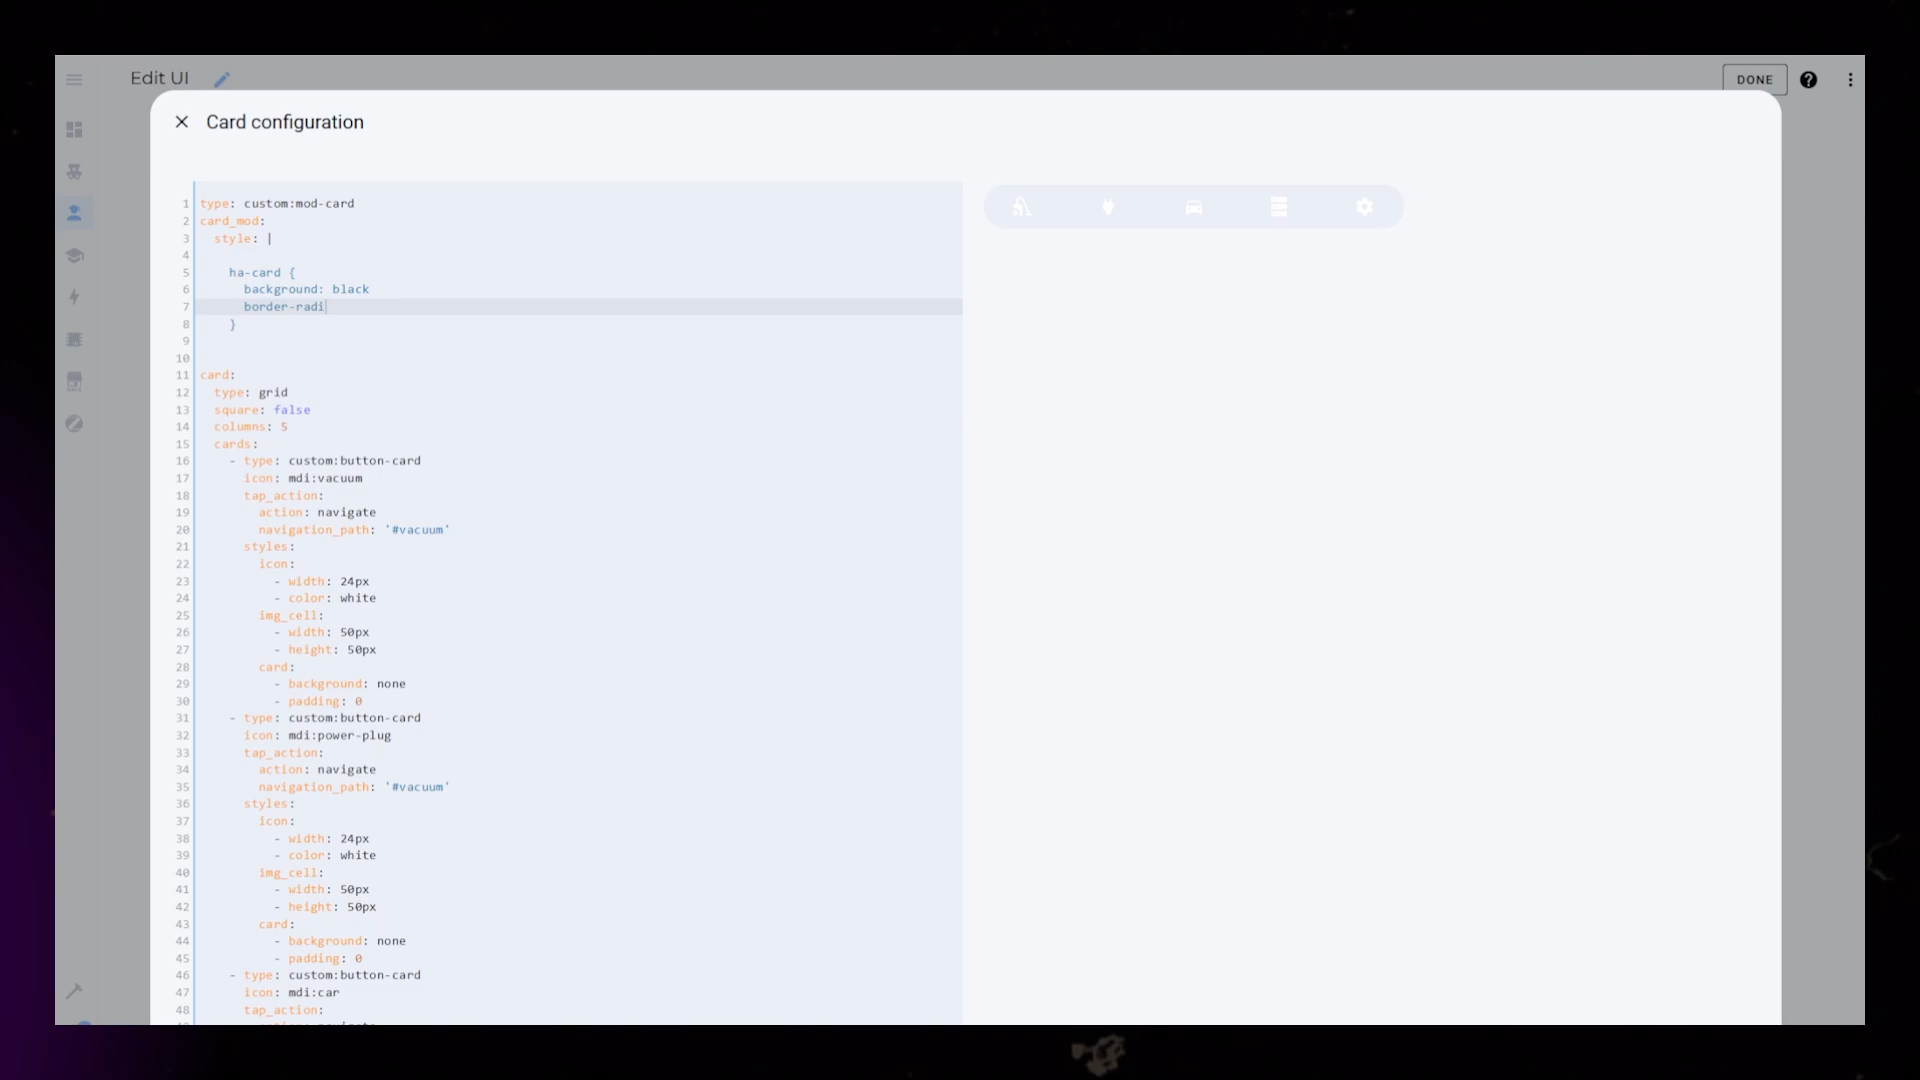 Edit UI
DONE
Card configuration
1 type: custom:mod-card
2 card_mod:
3 style: |
4
5 ha-card {
6 background: black
7 border-radi
8 }
9
10
11 card:
12 type: grid
13 square: false
14 columns: 5
15 cards:
16 - type: custom:button-card
17 icon: mdi:vacuum
18 tap_action:
19 action: navigate
20 navigation_path: '#vacuum'
21 styles:
22 icon:
23 - width: 24px
24 - color: white
25 img_cell:
26 - width: 50px
27 - height: 50px
28 card:
29 - background: none
30 - padding: 0
31 - type: custom:button-card
32 icon: mdi:power-plug
33 tap_action:
34 action: navigate
35 navigation_path: '#vacuum'
36 styles:
37 icon:
38 - width: 24px
39 - color: white
40 img_cell:
41 - width: 50px
42 - height: 50px
43 card:
44 - background: none
45 - padding: 0
46 - type: custom:button-card
47 icon: mdi:car
48 tap_action: